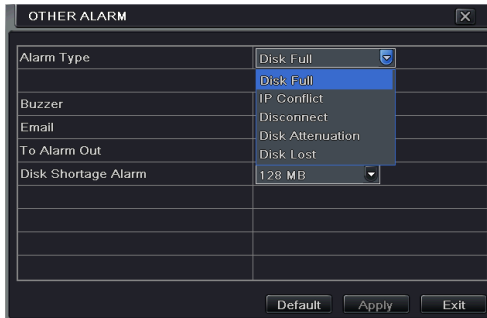 OTHER ALARM
Alarm Type Disk Full
Disk Full
Buzzer IP Conflict
Disconnect
Email Disk Attenuation
To Alarm Out Disk Lost
Disk Shortage Alarm 128 MB
Default Apply Exit